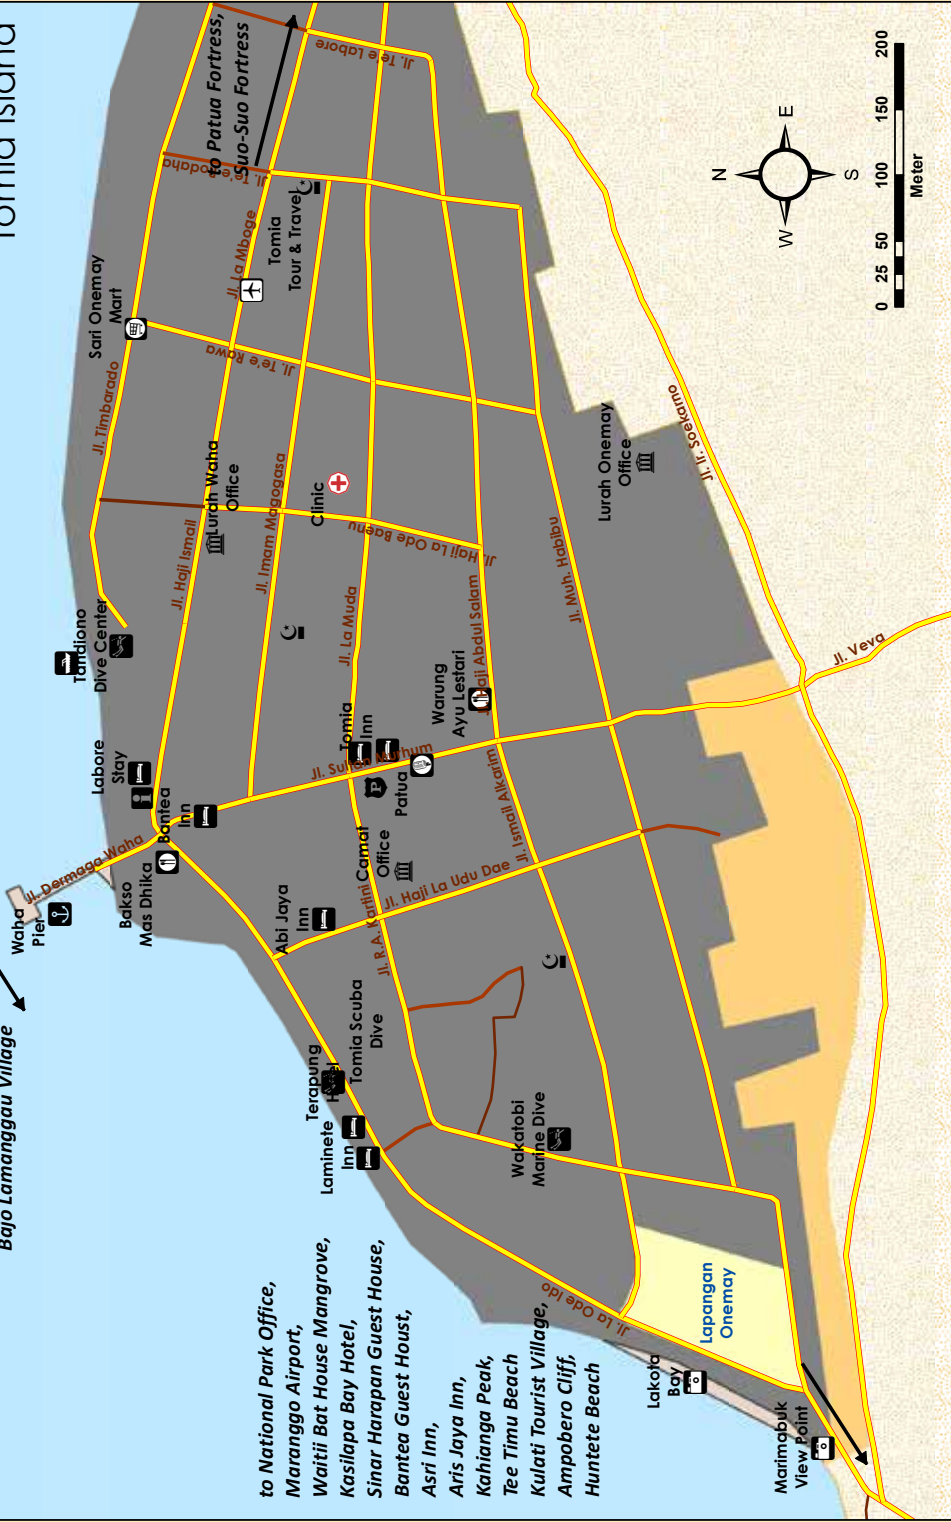 Tomia Island
to Patua Fortress,
Suo-Suo Fortress
Jl. Te'e Labore
Jl. Te'e Podaha
Jl. La Mboge
Tomia
Tour & Travel
Sari Onemay
Mart
Jl. Timbarado
Jl. Te'e Rawa
Lurah Waha
Office
Jl. Haji Ismail
Jl. Imam Magogasa
Clinic
Jl. Haji La Ode Baenu
Jl. La Muda
Jl. Haji Abdul Salam
Jl. Muh. Habibu
Lurah Onemay
Office
Jl. Ir. Soekarno
Jl. Veva
N
E
S
W
0 25 50 100 150 200
Meter
Tandiono
Dive Center
Labore
Stay
Bantea
Inn
Jl. Dermaga Waha
Waha
Pier
Bakso
Mas Dhika
Tomia
Inn
Jl. Sultan Murhum
Patua
P
Warung
Ayu Lestari
Camat
Office
Jl. Ismail Alkarim
Jl. Haji La Udu Dae
Jl. R.A. Kartini
Abi Jaya
Inn
Bajo Lamanggau Village
Tomia Scuba
Dive
Terapung
Hotel
Laminete
Inn
Wakatobi
Marine Dive
Jl. La Ode Ido
Lapangan
Onemay
Lakota
Bay
Marimabuk
View Point
to National Park Office,
Maranggo Airport,
Waitii Bat House Mangrove,
Kasilapa Bay Hotel,
Sinar Harapan Guest House,
Bantea Guest Houst,
Asri Inn,
Aris Jaya Inn,
Kahianga Peak,
Tee Timu Beach
Kulati Tourist Village,
Ampobero Cliff,
Huntete Beach